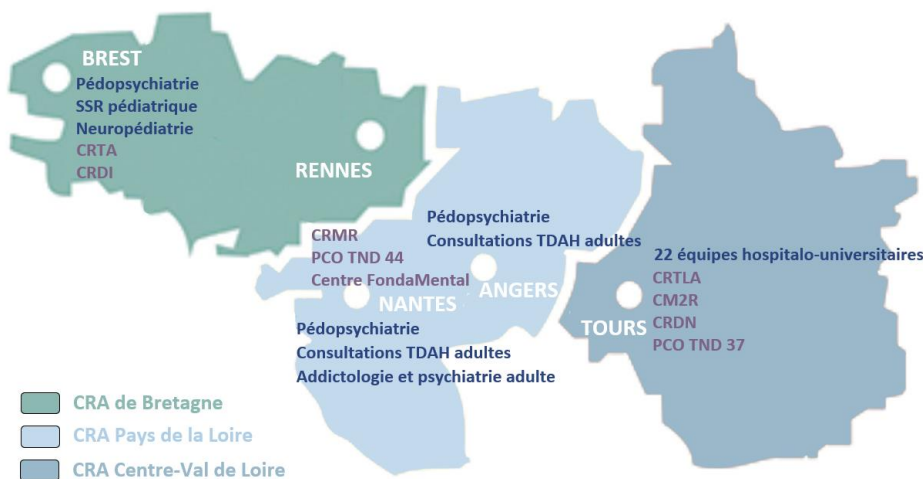 BREST
Pédopsychiatrie
SSR pédiatrique
Neuropédiatrie
CRTA
CRDI
RENNES
CRMR
PCO TND 44
Centre FondaMental
NANTES
Pédopsychiatrie
Consultations TDAH adultes
Addictologie et psychiatrie adulte
Pédopsychiatrie
Consultations TDAH adultes
ANGERS
22 équipes hospitalo-universitaires
CRTLA
CM2R
CRDN
PCO TND 37
TOURS
CRA de Bretagne
CRA Pays de la Loire
CRA Centre-Val de Loire